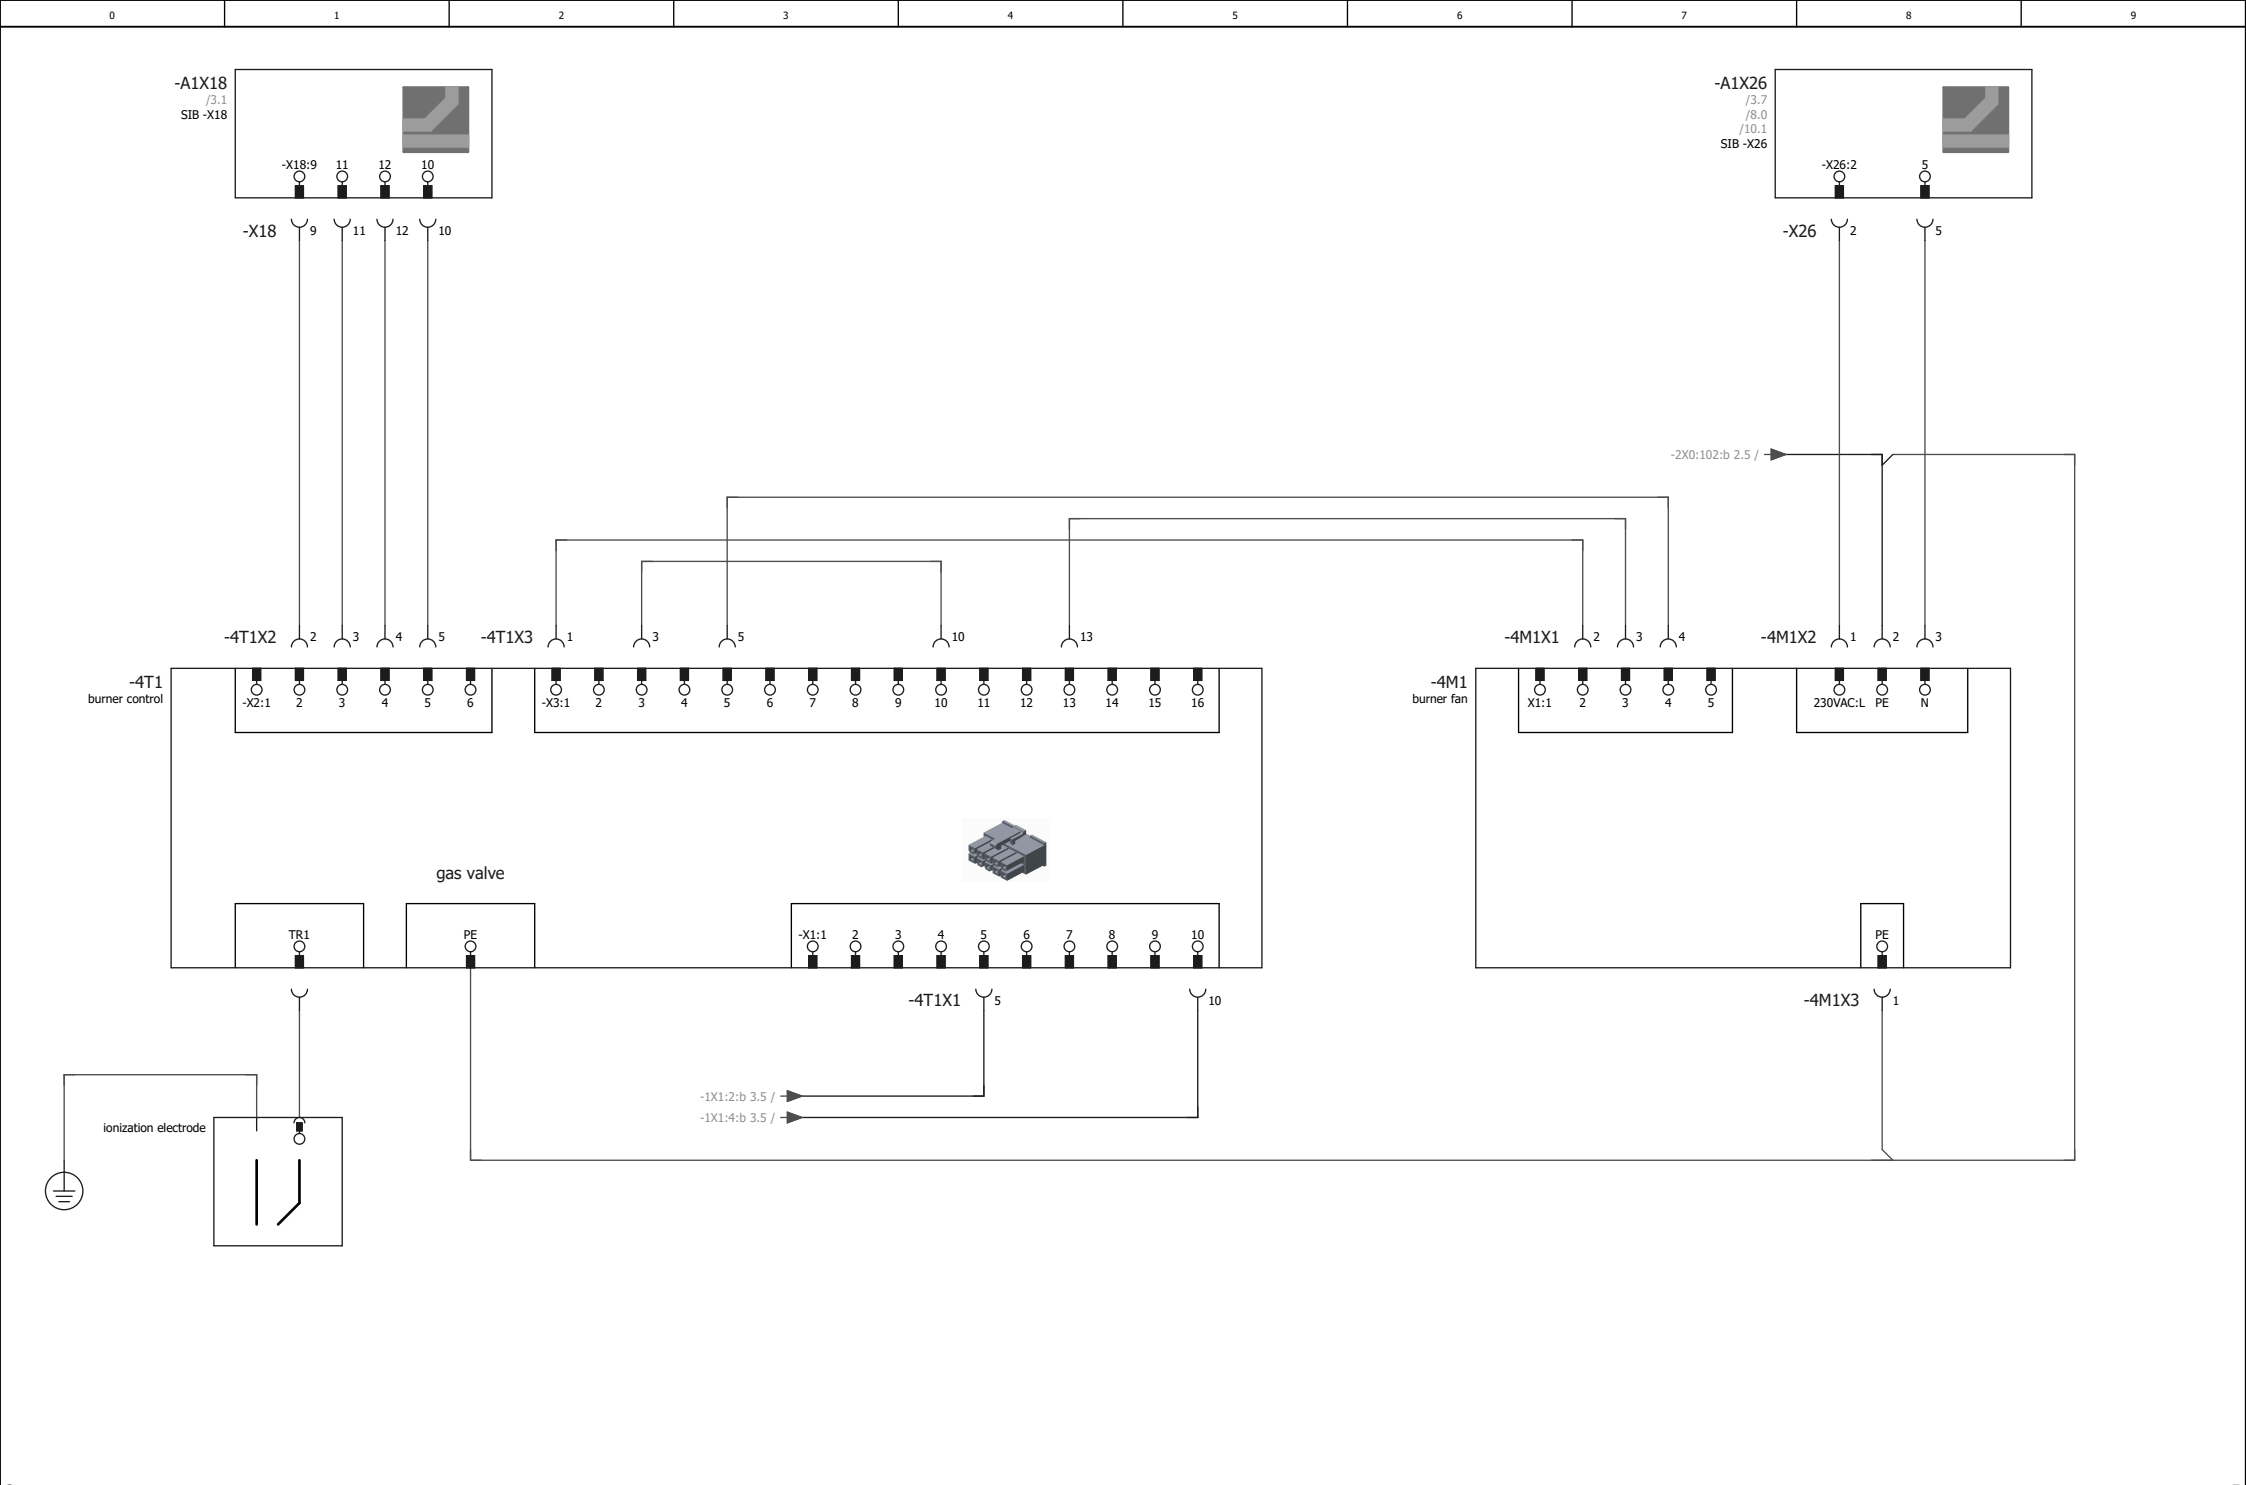 0 1 2 3 4 5 6 7 8 9
-A1X18
/3.1
SIB -X18
-X18:9 11 12 10
-X18 9 11 12 10
-A1X26
/3.7
/8.0
/10.1
SIB -X26
-X26:2 5
-X26 2 5
-2X0:102:b 2.5 /
-4T1X2 2 3 4 5
-4T1X3 1 3 5 10 13
-4M1X1 2 3 4
-4M1X2 1 2 3
-4T1
burner control
-X2:1 2 3 4 5 6
-X3:1 2 3 4 5 6 7 8 9 10 11 12 13 14 15 16
-4M1
burner fan
X1:1 2 3 4 5
230VAC:L PE N
gas valve
TR1
PE
-X1:1 2 3 4 5 6 7 8 9 10
PE
-4T1X1 5 10
-4M1X3 1
-1X1:2:b 3.5 /
-1X1:4:b 3.5 /
ionization electrode